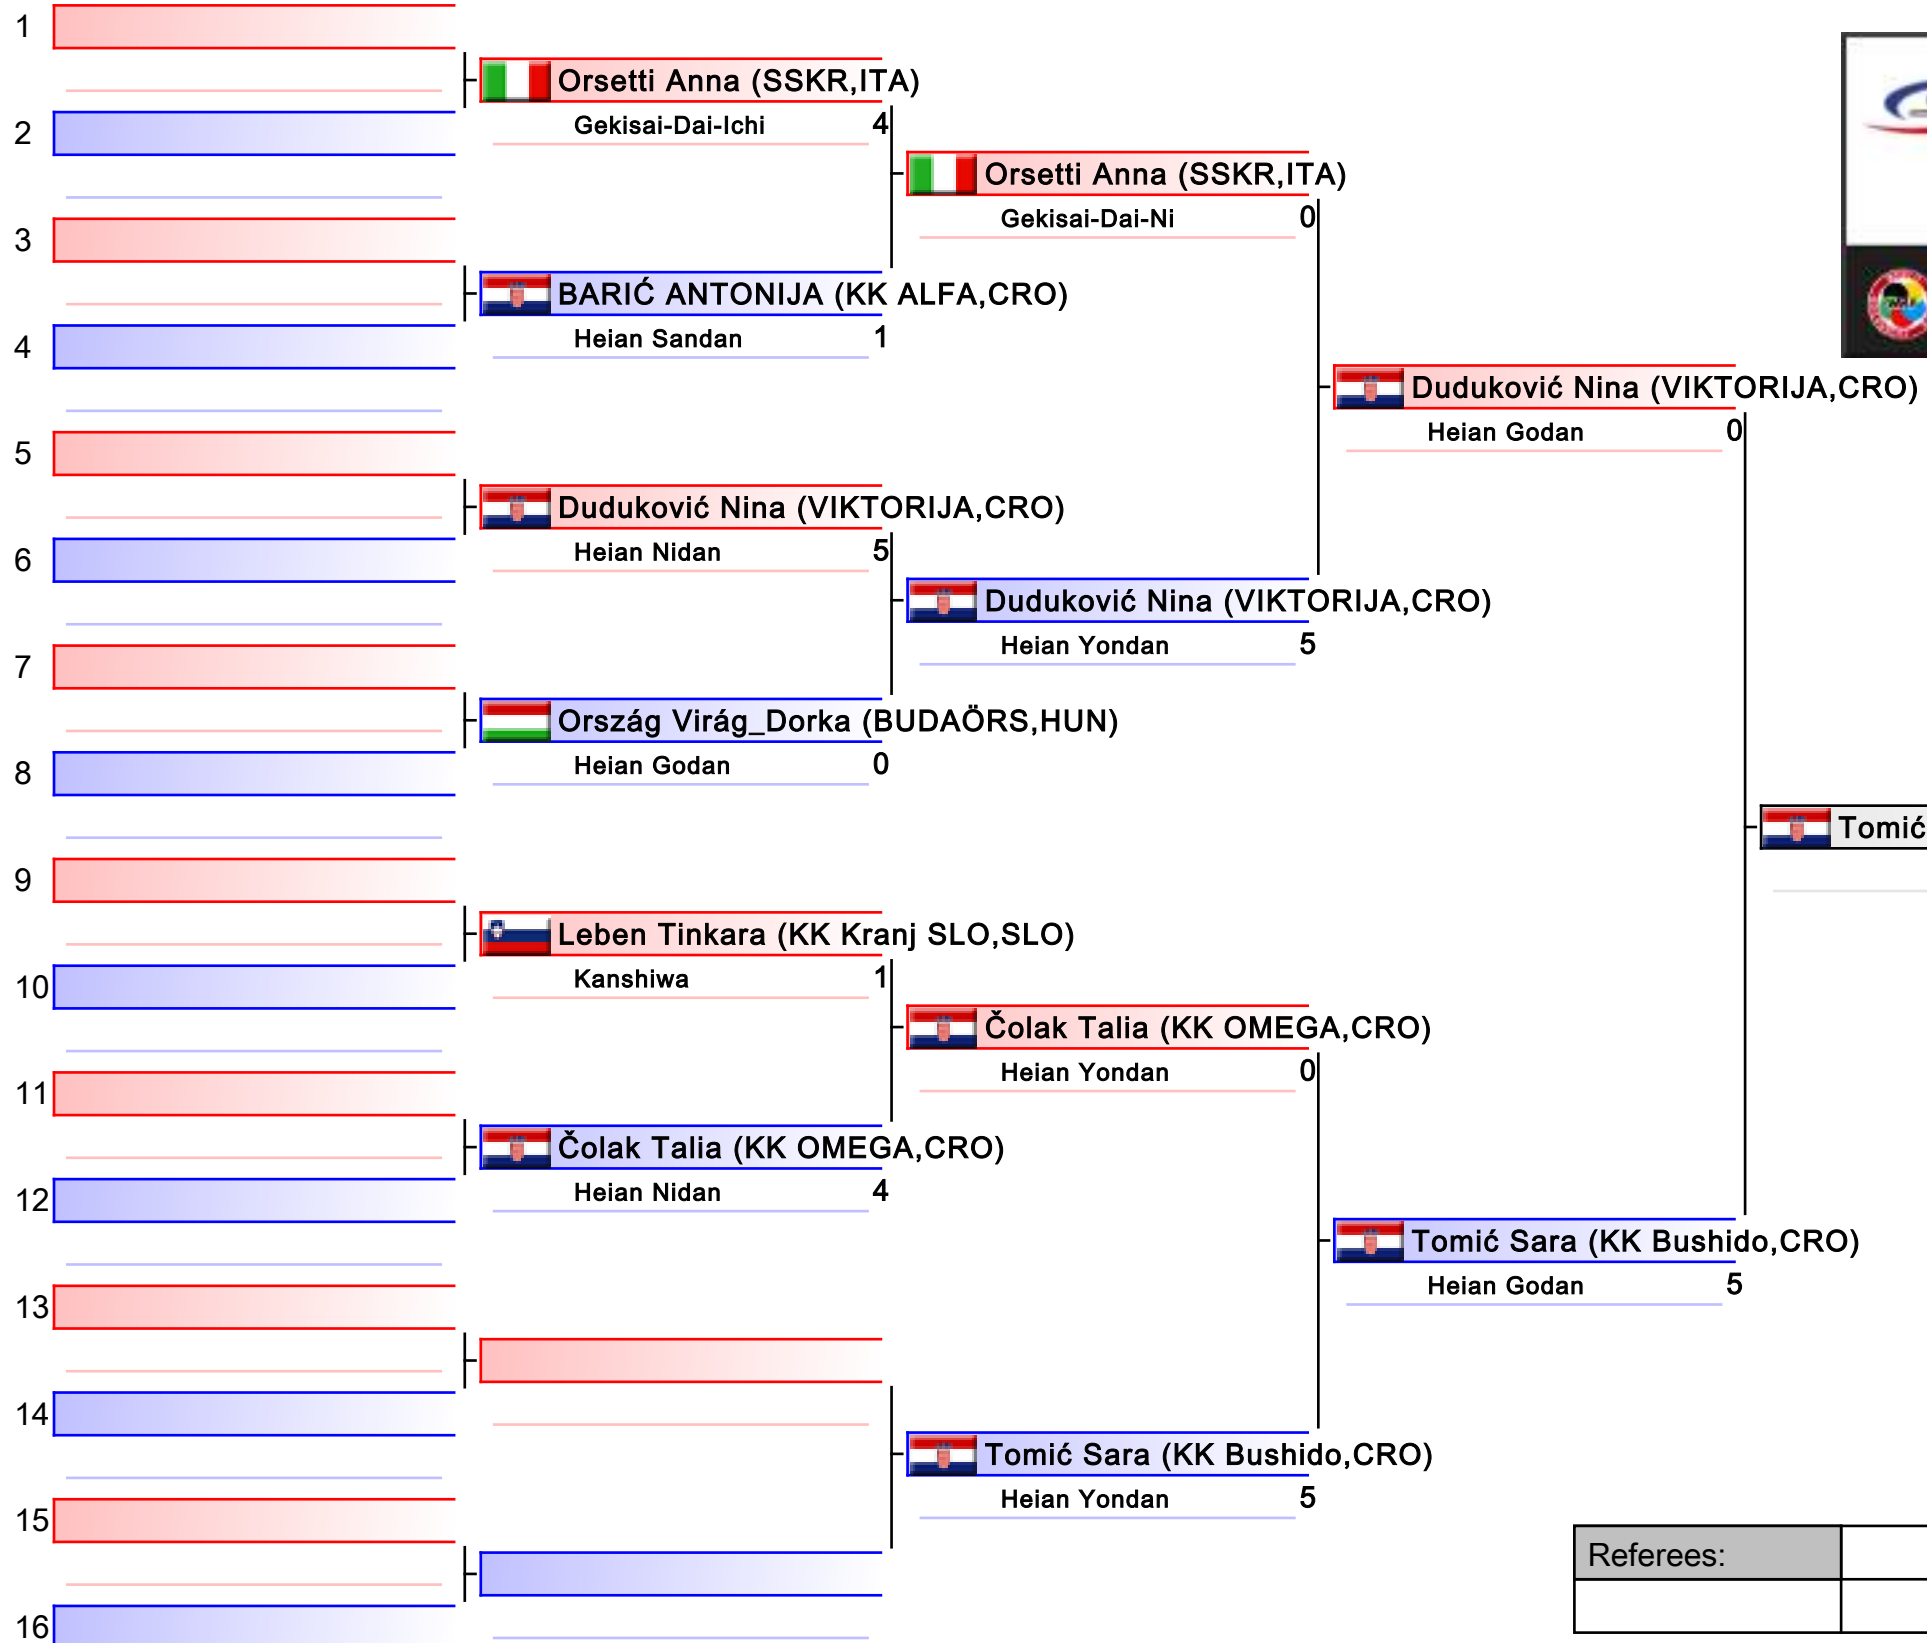 1
Orsetti Anna (SSKR,ITA)
Gekisai-Dai-Ichi 4
2
Orsetti Anna (SSKR,ITA)
Gekisai-Dai-Ni 0
3
BARIĆ ANTONIJA (KK ALFA,CRO)
Heian Sandan 1
4
Duduković Nina (VIKTORIJA,CRO)
Heian Godan 0
5
Duduković Nina (VIKTORIJA,CRO)
Heian Nidan 5
6
Duduković Nina (VIKTORIJA,CRO)
Heian Yondan 5
7
Ország Virág_Dorka (BUDAÖRS,HUN)
Heian Godan 0
8
Tomić
9
Leben Tinkara (KK Kranj SLO,SLO)
Kanshiwa 1
10
Čolak Talia (KK OMEGA,CRO)
Heian Yondan 0
11
Čolak Talia (KK OMEGA,CRO)
Heian Nidan 4
12
Tomić Sara (KK Bushido,CRO)
Heian Godan 5
13
14
Tomić Sara (KK Bushido,CRO)
Heian Yondan 5
15
Referees:
16